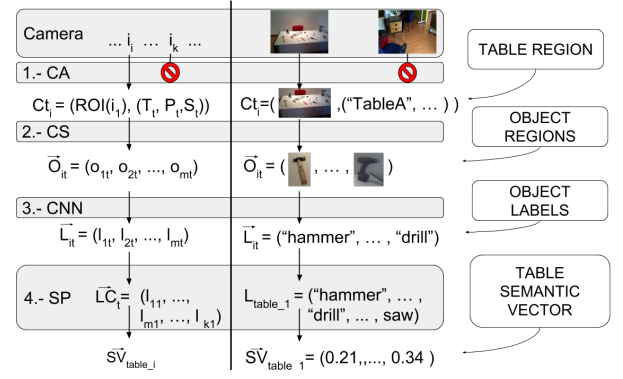 Camera
... i_i ... i_k ...
TABLE REGION
1.- CA
Ct_i = (ROI(i_1), (T_t, P_t,S_t))
Ct_i=( ,("TableA", ... ) )
OBJECT
REGIONS
2.- CS
O_it = (o_1t, o_2t, ..., o_mt)
O_it = ( , ... , )
OBJECT
LABELS
3.- CNN
L_it = (l_1t, l_2t, ..., l_mt)
L_it = ("hammer", ... , "drill")
TABLE
SEMANTIC
VECTOR
4.- SP
LC_t = (l_11, ...,
l_m1, ..., l_k1)
L_table_1 = ("hammer", ... ,
"drill", ... , saw)
SV_table_i
SV_table_1 = (0.21,,..., 0.34 )